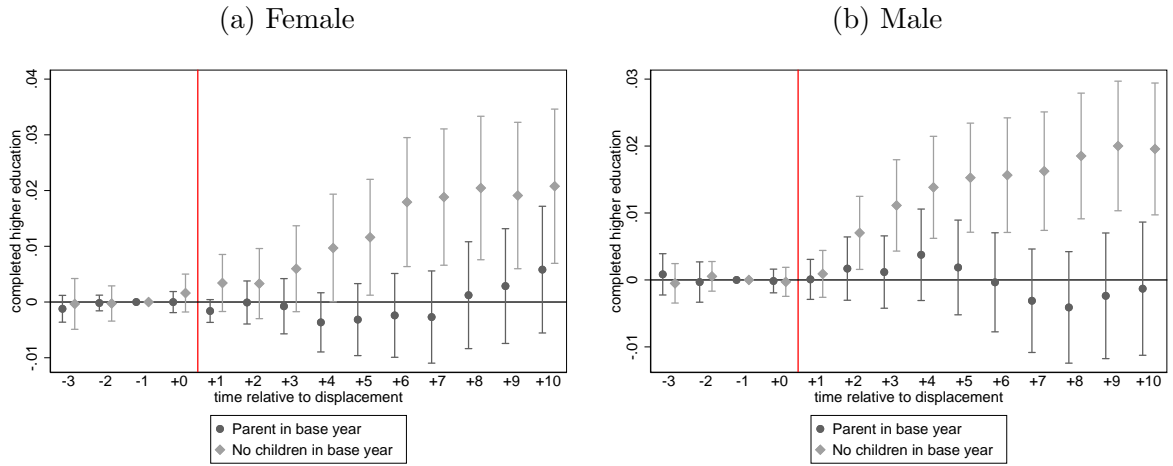 (a) Female
completed higher education
.04
.03
.02
.01
0
-.01
-3 -2 -1 +0 +1 +2 +3 +4 +5 +6 +7 +8 +9 +10
time relative to displacement
Parent in base year
No children in base year
(b) Male
completed higher education
.03
.02
.01
0
-.01
-3 -2 -1 +0 +1 +2 +3 +4 +5 +6 +7 +8 +9 +10
time relative to displacement
Parent in base year
No children in base year